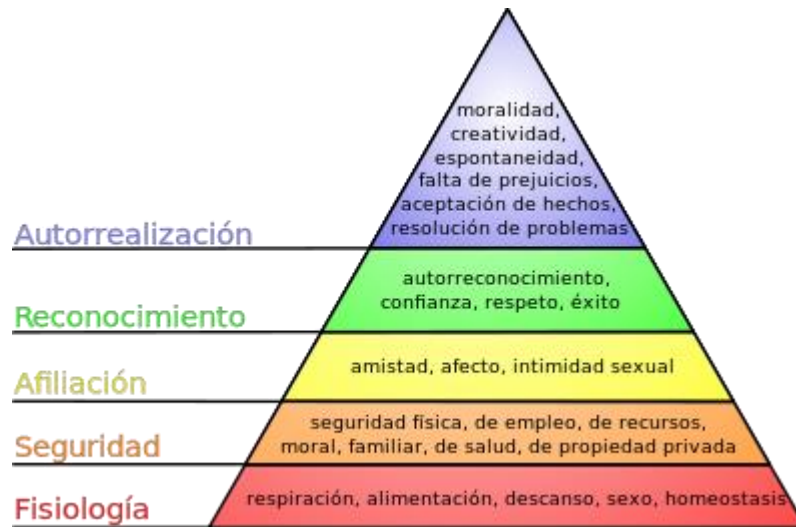 moralidad,
creatividad,
espontaneidad,
falta de prejuicios,
aceptación de hechos,
resolución de problemas
Autorrealización
autorreconocimiento,
confianza, respeto, éxito
Reconocimiento
amistad, afecto, intimidad sexual
Afiliación
seguridad física, de empleo, de recursos,
moral, familiar, de salud, de propiedad privada
Seguridad
respiración, alimentación, descanso, sexo, homeostasis
Fisiología